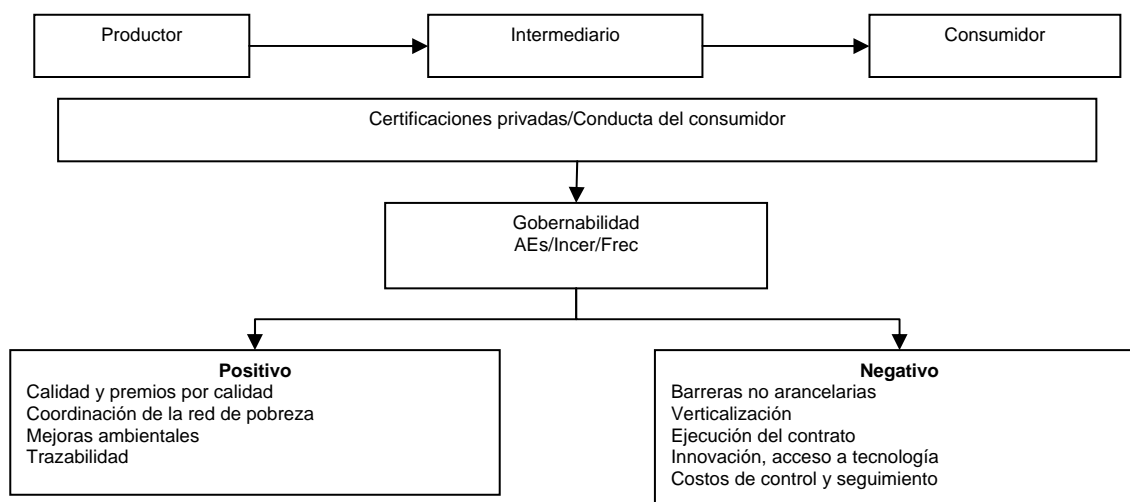 Productor
Intermediario
Consumidor
Certificaciones privadas/Conducta del consumidor
Gobernabilidad
AEs/Incer/Frec
Positivo
Calidad y premios por calidad
Coordinación de la red de pobreza
Mejoras ambientales
Trazabilidad
Negativo
Barreras no arancelarias
Verticalización
Ejecución del contrato
Innovación, acceso a tecnología
Costos de control y seguimiento